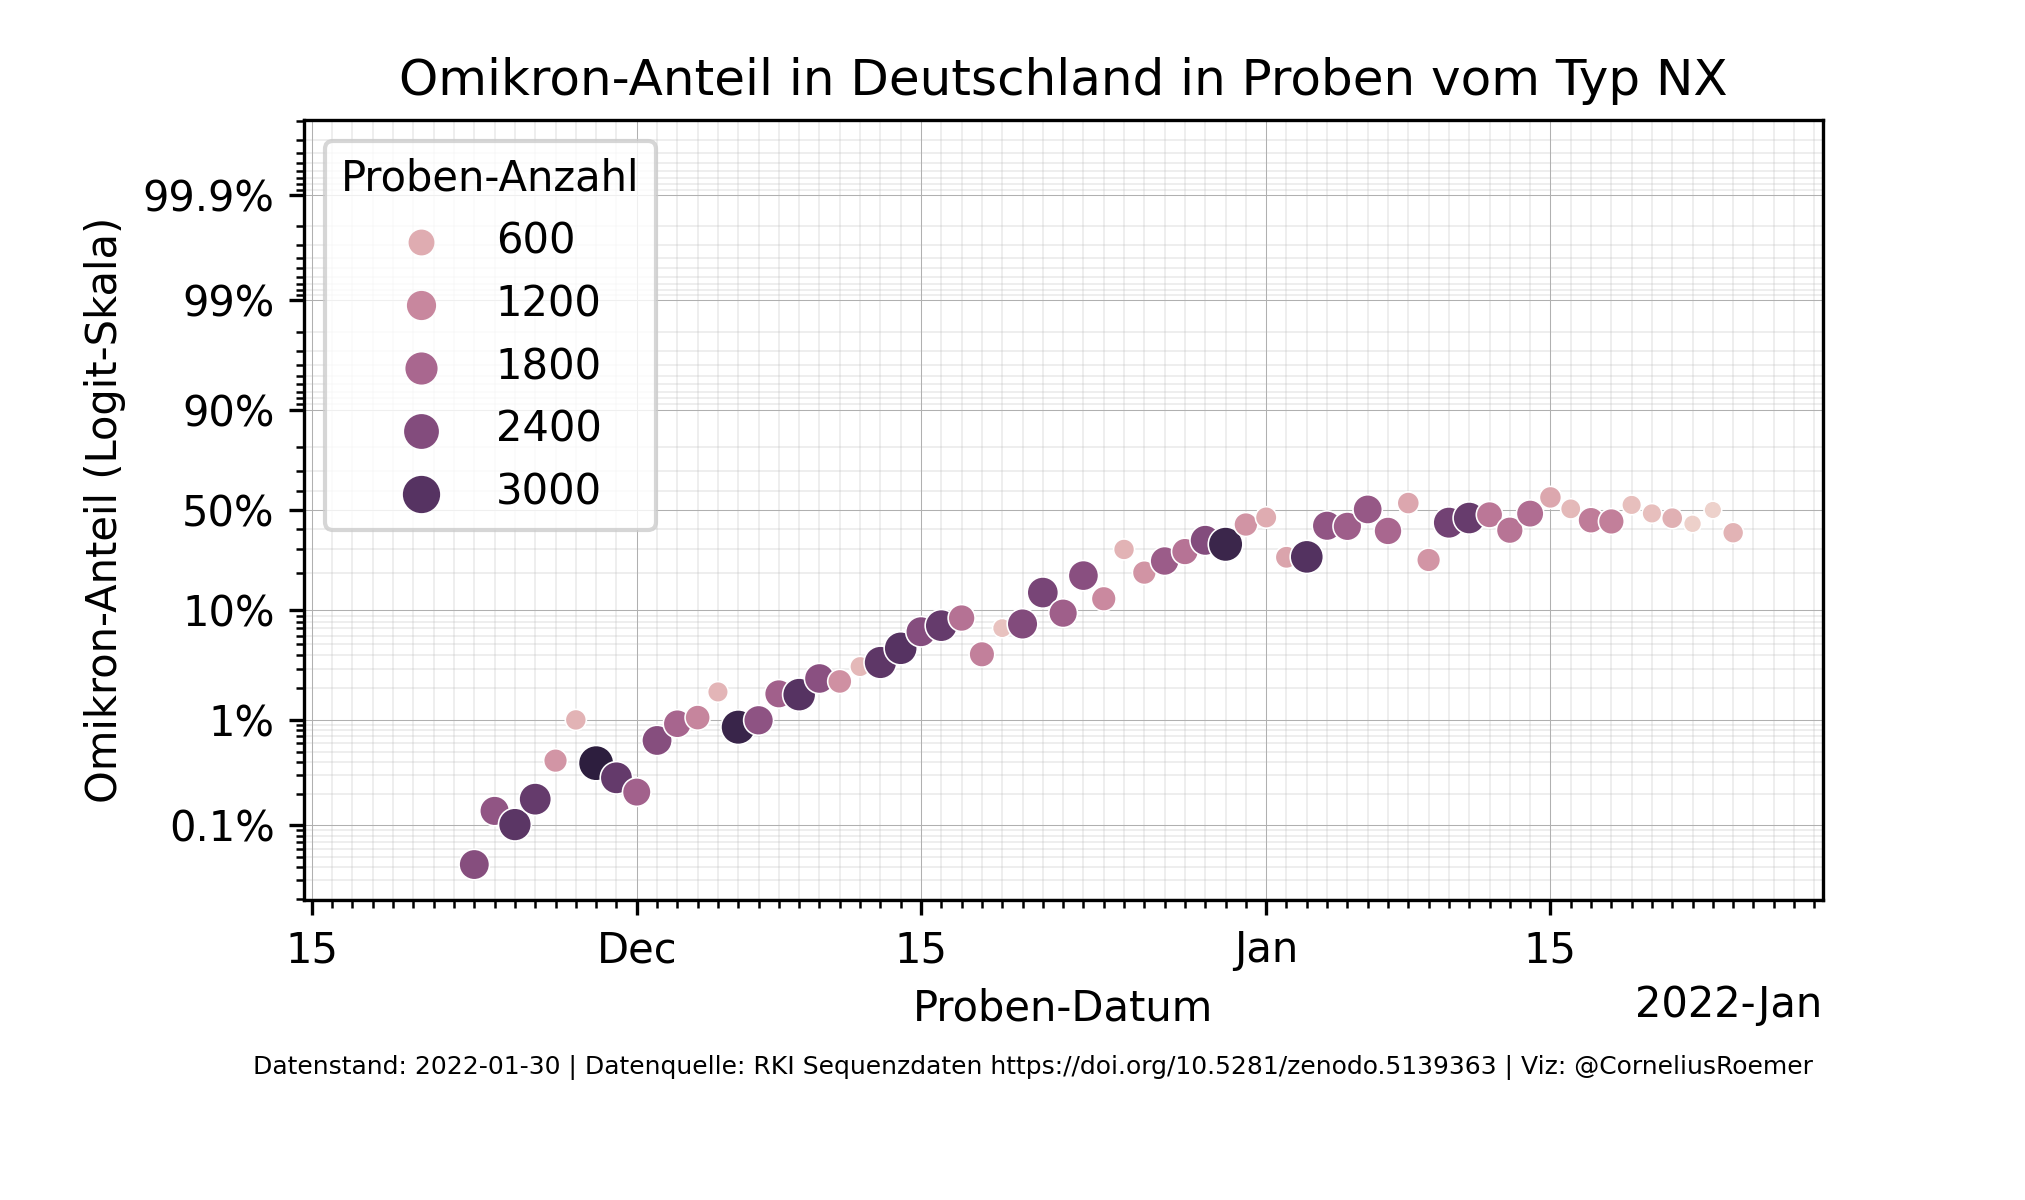 Omikron-Anteil in Deutschland in Proben vom Typ NX
Omikron-Anteil (Logit-Skala)
99.9%
99%
90%
50%
10%
1%
0.1%
Proben-Anzahl
600
1200
1800
2400
3000
15 Dec 15 Jan 15
Proben-Datum
2022-Jan
Datenstand: 2022-01-30 | Datenquelle: RKI Sequenzdaten https://doi.org/10.5281/zenodo.5139363 | Viz: @CorneliusRoemer